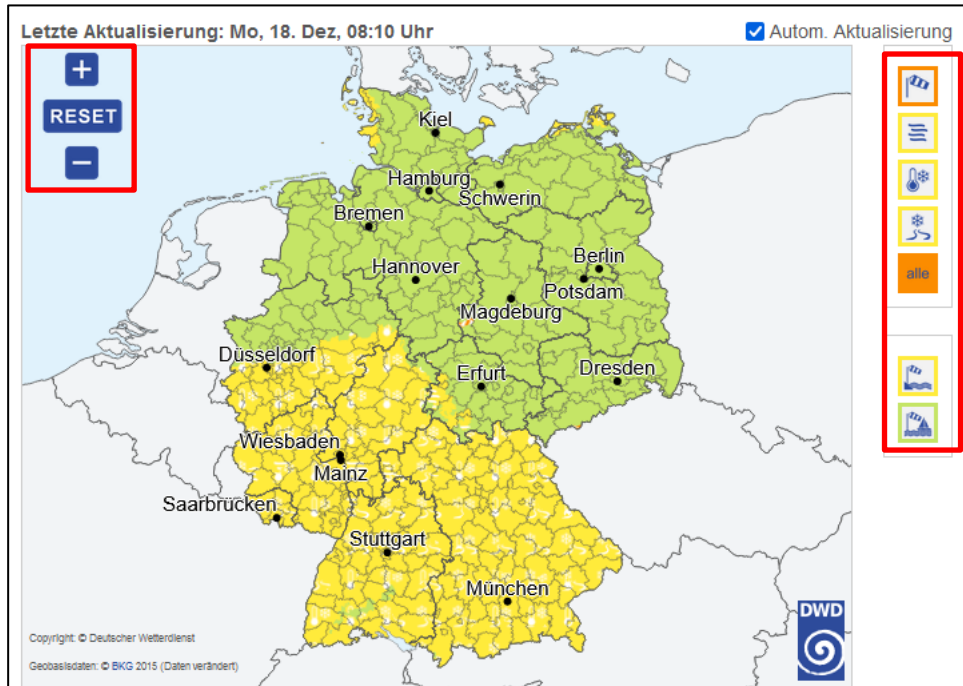 Letzte Aktualisierung: Mo, 18. Dez, 08:10 Uhr
Autom. Aktualisierung
+
RESET
−
alle
Kiel
Hamburg
Schwerin
Bremen
Berlin
Hannover
Potsdam
Magdeburg
Düsseldorf
Erfurt
Dresden
Wiesbaden
Mainz
Saarbrücken
Stuttgart
München
DWD
Copyright: © Deutscher Wetterdienst
Geobasisdaten: © BKG 2015 (Daten verändert)